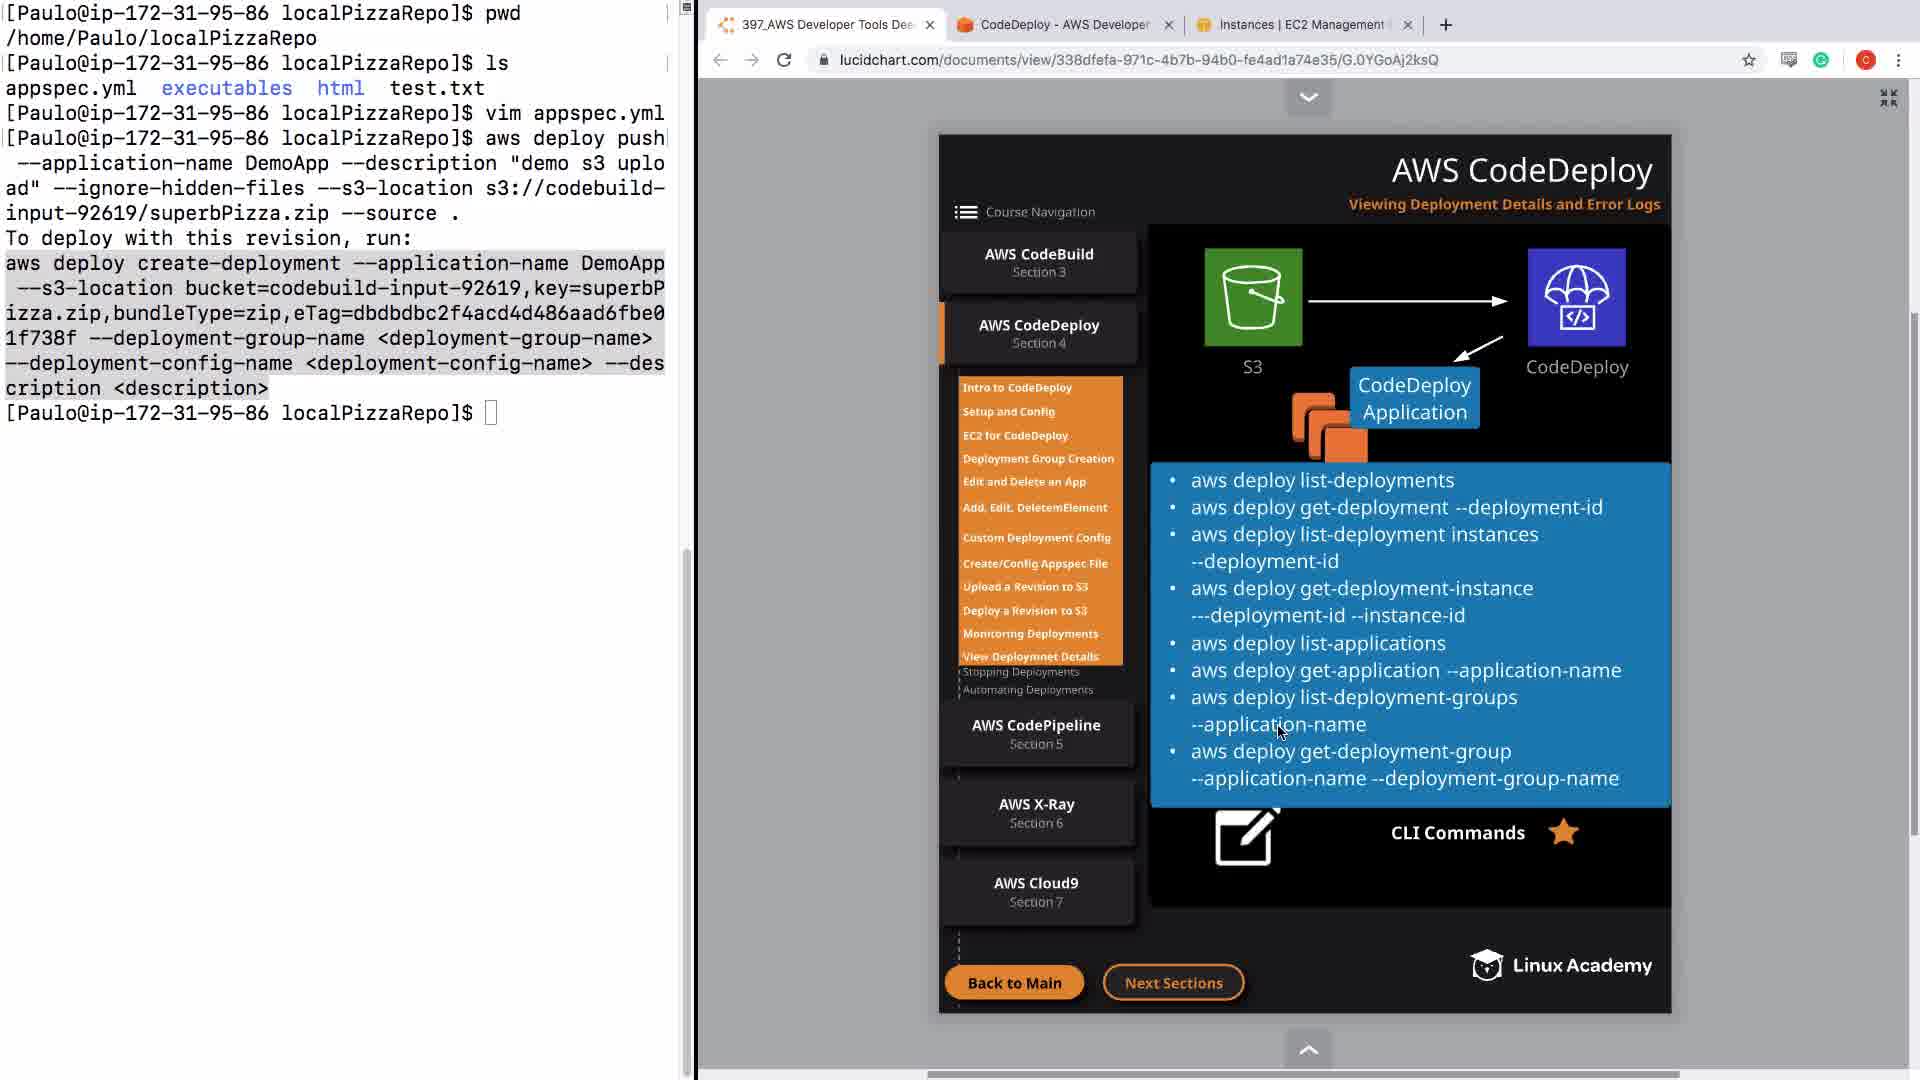 [Paulo@ip-172-31-95-86 localPizzaRepo]$ pwd
/home/Paulo/localPizzaRepo
[Paulo@ip-172-31-95-86 localPizzaRepo]$ ls
appspec.yml executables html test.txt
[Paulo@ip-172-31-95-86 localPizzaRepo]$ vim appspec.yml
[Paulo@ip-172-31-95-86 localPizzaRepo]$ aws deploy push
--application-name DemoApp --description "demo s3 uplo
ad" --ignore-hidden-files --s3-location s3://codebuild-
input-92619/superbPizza.zip --source .
To deploy with this revision, run:
aws deploy create-deployment --application-name DemoApp
--s3-location bucket=codebuild-input-92619,key=superbP
izza.zip,bundleType=zip,eTag=dbdbdbc2f4acd4d486aad6fbe0
1f738f --deployment-group-name <deployment-group-name>
--deployment-config-name <deployment-config-name> --des
cription <description>
[Paulo@ip-172-31-95-86 localPizzaRepo]$
397_AWS Developer Tools Dee
CodeDeploy - AWS Developer
Instances | EC2 Management
lucidchart.com/documents/view/338dfefa-971c-4b7b-94b0-fe4ad1a74e35/G.0YGoAj2ksQ
C
AWS CodeDeploy
Viewing Deployment Details and Error Logs
Course Navigation
AWS CodeBuild
Section 3
AWS CodeDeploy
Section 4
Intro to CodeDeploy
Setup and Config
EC2 for CodeDeploy
Deployment Group Creation
Edit and Delete an App
Add, Edit, DeletemElement
Custom Deployment Config
Create/Config Appspec File
Upload a Revision to S3
Deploy a Revision to S3
Monitoring Deployments
View Deploymnet Details
Stopping Deployments
Automating Deployments
AWS CodePipeline
Section 5
AWS X-Ray
Section 6
AWS Cloud9
Section 7
Back to Main
Next Sections
S3
CodeDeploy
CodeDeploy
Application
• aws deploy list-deployments
• aws deploy get-deployment --deployment-id
• aws deploy list-deployment instances
--deployment-id
• aws deploy get-deployment-instance
---deployment-id --instance-id
• aws deploy list-applications
• aws deploy get-application --application-name
• aws deploy list-deployment-groups
--application-name
• aws deploy get-deployment-group
--application-name --deployment-group-name
CLI Commands
Linux Academy